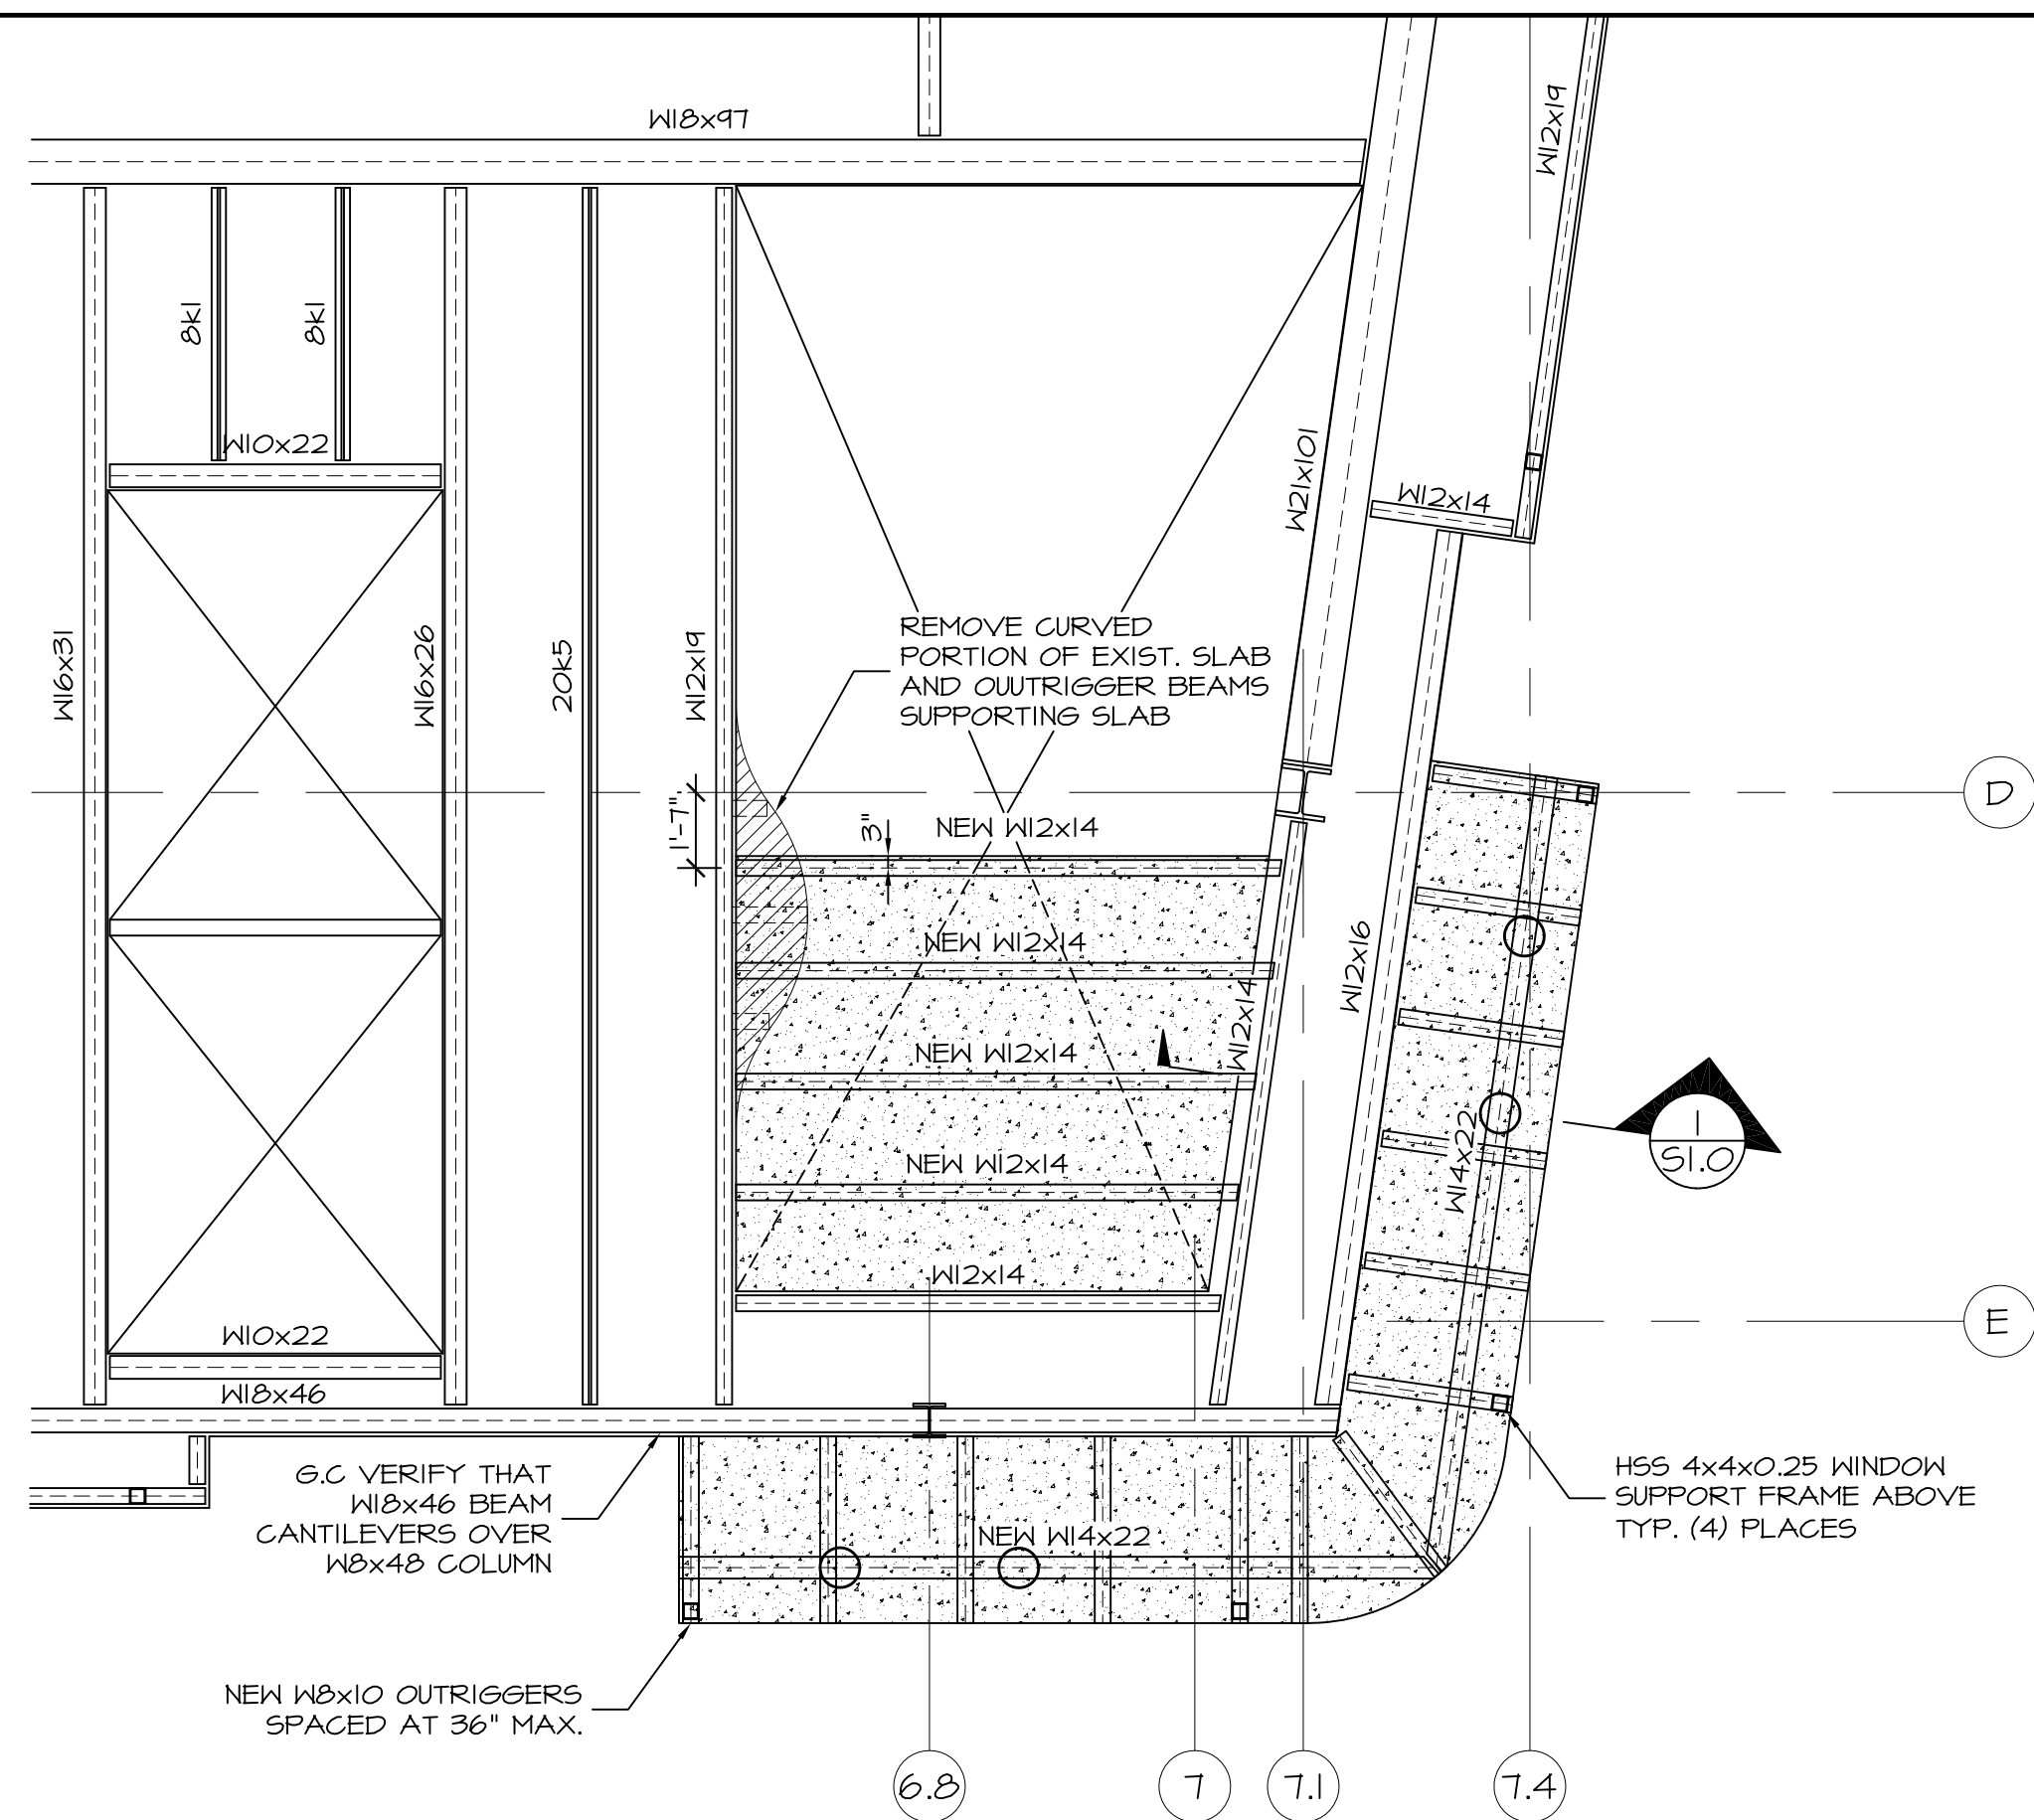 W18x97
W12x19
8K1
8K1
W10x22
W21x101
W12x14
W16x31
W16x26
20K5
W12x19
REMOVE CURVED
PORTION OF EXIST. SLAB
AND OUUTRIGGER BEAMS
SUPPORTING SLAB
D
1'-7"
3"
NEW W12x14
NEW W12x14
W12x16
W12x14
NEW W12x14
W14x22
1
S1.0
NEW W12x14
W12x14
E
W10x22
W18x46
G.C VERIFY THAT
W18x46 BEAM
CANTILEVERS OVER
W8x48 COLUMN
HSS 4x4x0.25 WINDOW
SUPPORT FRAME ABOVE
TYP. (4) PLACES
NEW W14x22
NEW W8x10 OUTRIGGERS
SPACED AT 36" MAX.
6.8
7
7.1
7.4